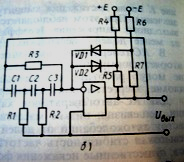 +E +E
R4 R6
R3 VD1
VD2
C1 C2 C3 R5 R7
R1 R2
Uвых
б)